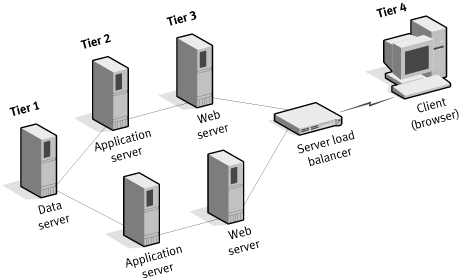 Tier 1
Tier 2
Tier 3
Tier 4
Data
server
Application
server
Web
server
Application
server
Web
server
Server load
balancer
Client
(browser)